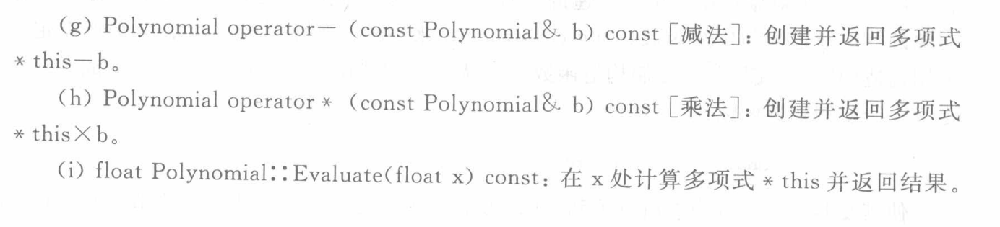 (g) Polynomial operator－ (const Polynomial& b) const [减法]：创建并返回多项式
* this－b。
(h) Polynomial operator * (const Polynomial& b) const [乘法]：创建并返回多项式
* this×b。
(i) float Polynomial::Evaluate(float x) const：在 x 处计算多项式 * this 并返回结果。